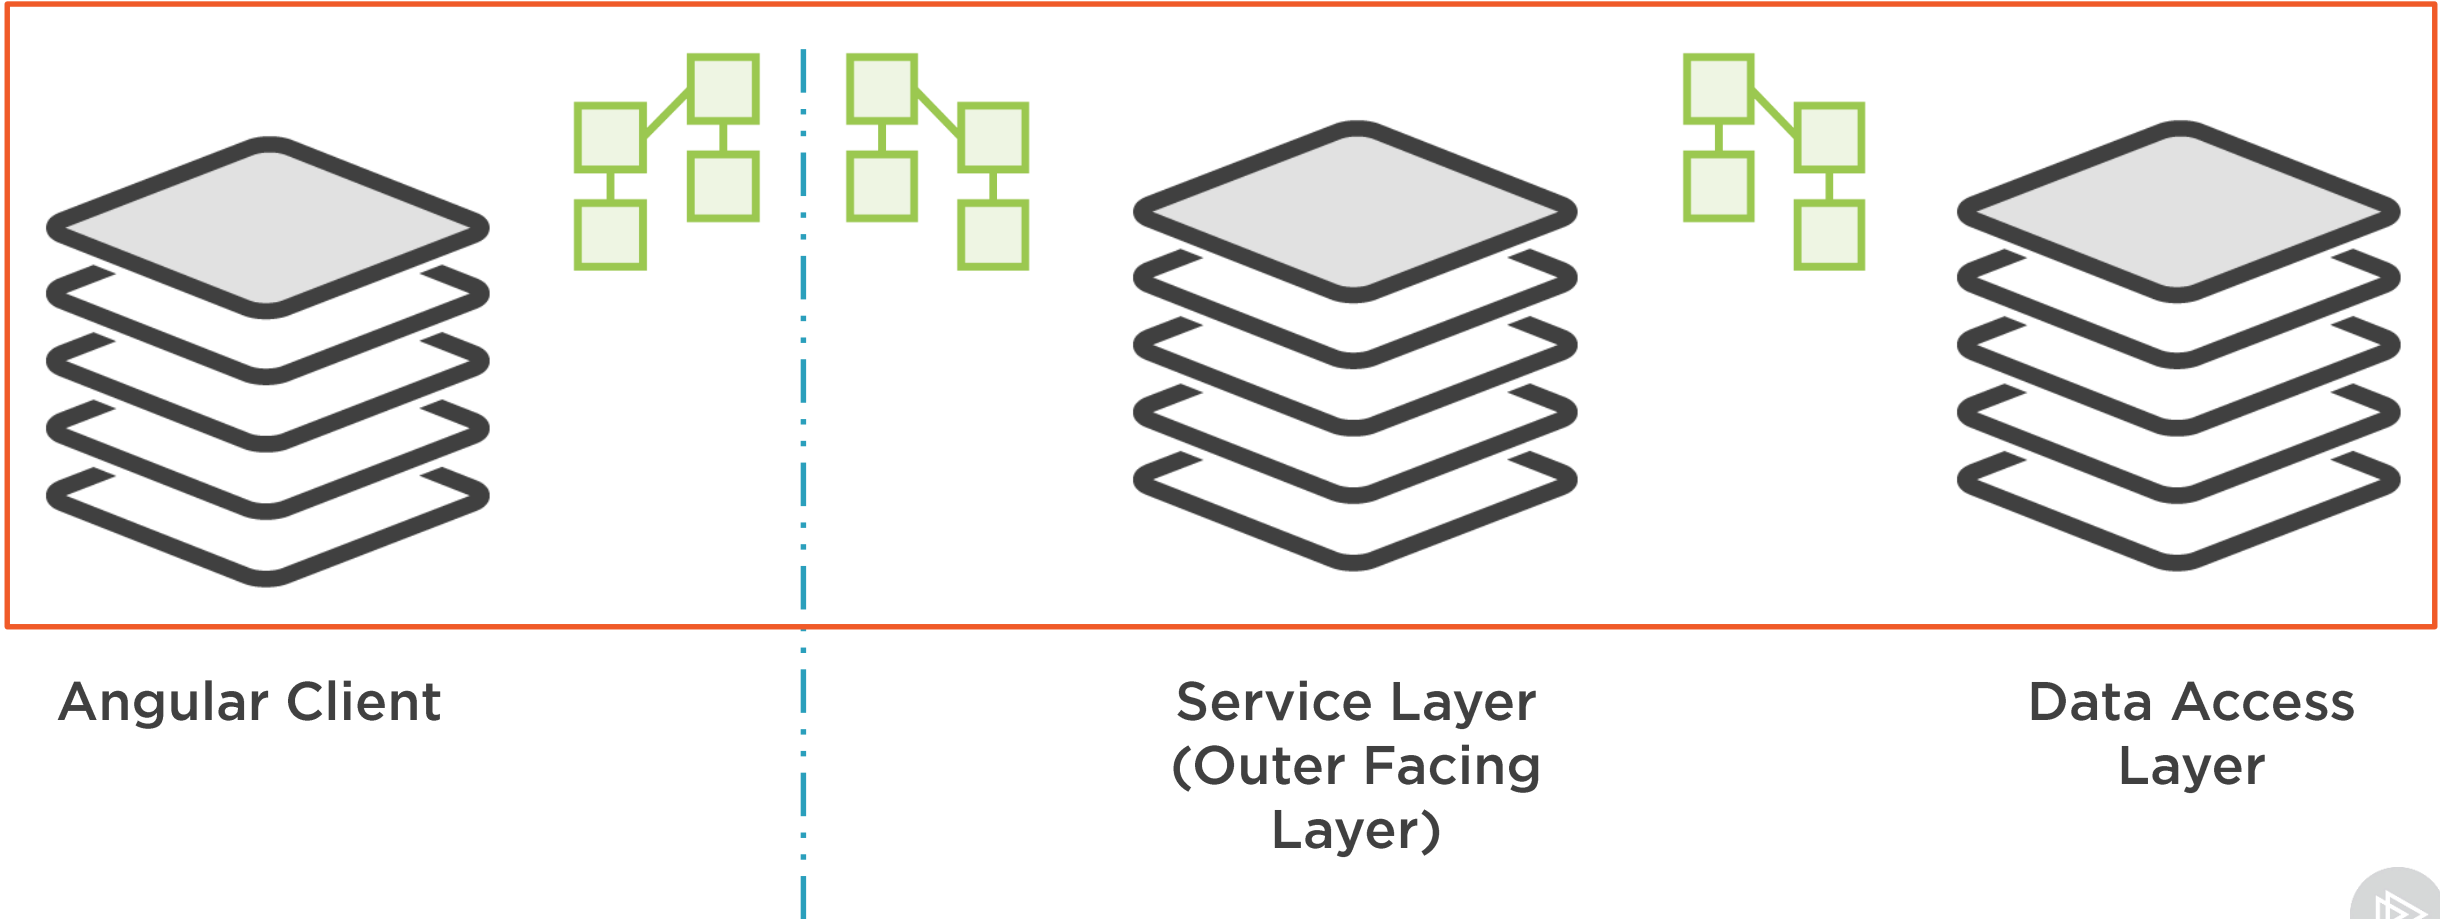 Angular Client
Service Layer
(Outer Facing
Layer)
Data Access
Layer